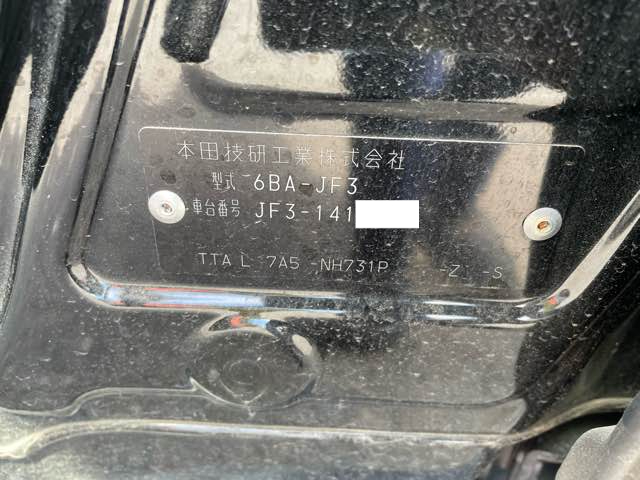 本田技研工業株式会社
型式 6BA-JF3
車台番号 JF3-141
TTA L 7A5 -NH731P -Z -S